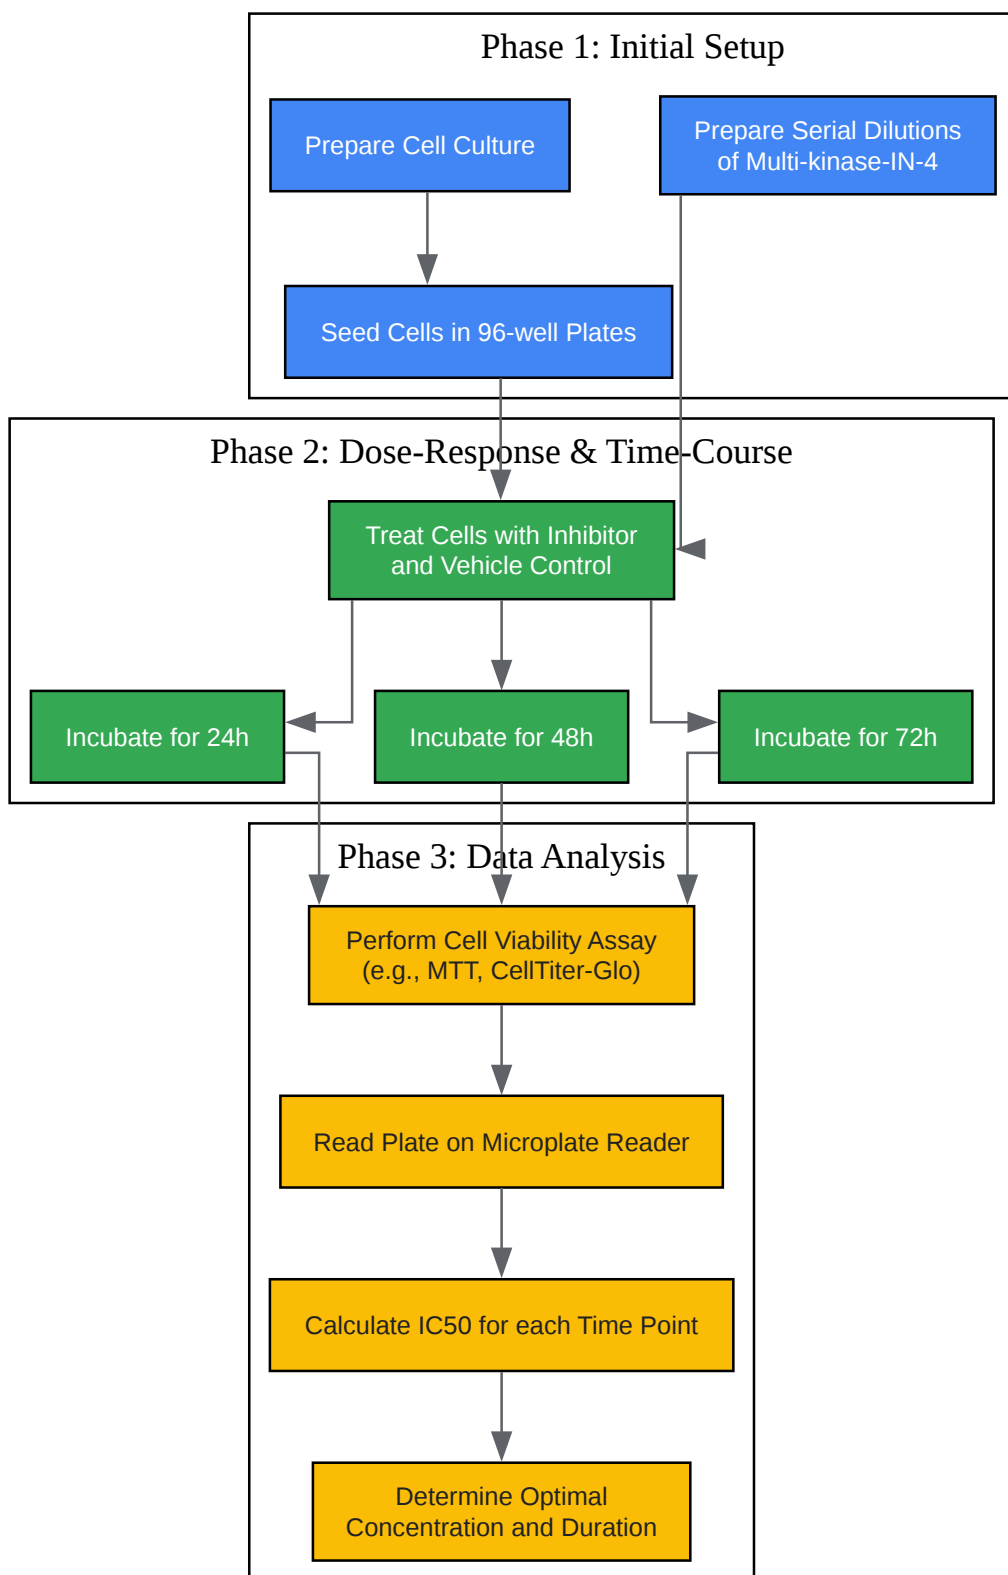 Phase 1: Initial Setup
Prepare Cell Culture
Prepare Serial Dilutions
of Multi-kinase-IN-4
Seed Cells in 96-well Plates
Phase 2: Dose-Response & Time-Course
Treat Cells with Inhibitor
and Vehicle Control
Incubate for 24h
Incubate for 48h
Incubate for 72h
Phase 3: Data Analysis
Perform Cell Viability Assay
(e.g., MTT, CellTiter-Glo)
Read Plate on Microplate Reader
Calculate IC50 for each Time Point
Determine Optimal
Concentration and Duration